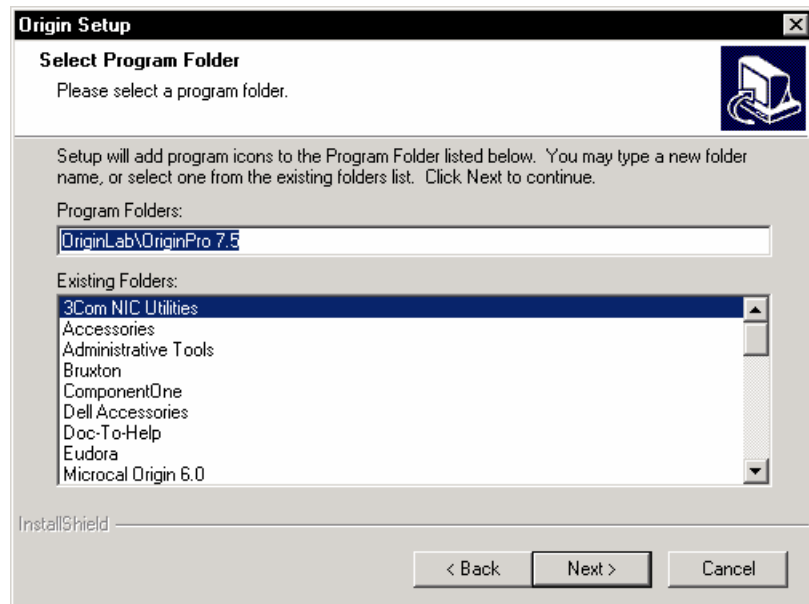 Origin Setup
Select Program Folder
Please select a program folder.
Setup will add program icons to the Program Folder listed below. You may type a new folder
name, or select one from the existing folders list. Click Next to continue.
Program Folders:
OriginLab\OriginPro 7.5
Existing Folders:
3Com NIC Utilities
Accessories
Administrative Tools
Bruxton
ComponentOne
Dell Accessories
Doc-To-Help
Eudora
Microcal Origin 6.0
InstallShield
< Back
Next >
Cancel